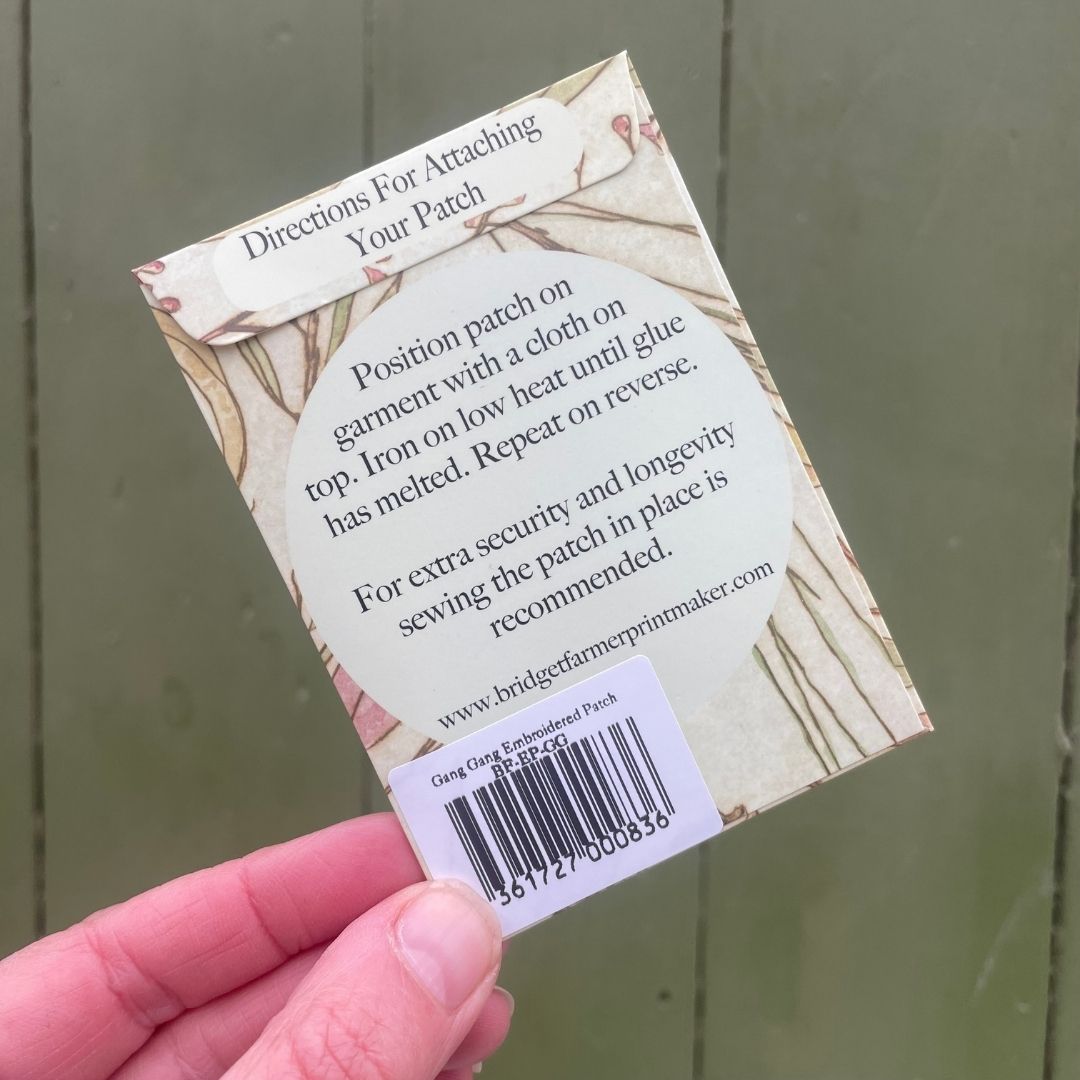 Directions For Attaching
Your Patch
Position patch on
garment with a cloth on
top. Iron on low heat until glue
has melted. Repeat on reverse.
For extra security and longevity
sewing the patch in place is
recommended.
www.bridgetfarmerprintmaker.com
Gang Gang Embroidered Patch
BF-EP-GG
361727 000836